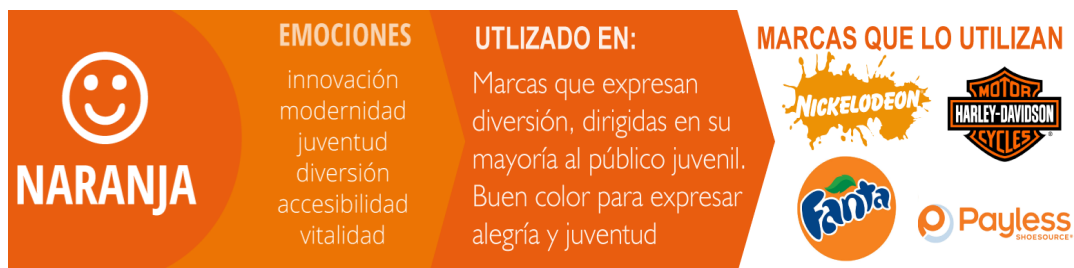 NARANJA
EMOCIONES
innovación
modernidad
juventud
diversión
accesibilidad
vitalidad
UTLIZADO EN:
Marcas que expresan
diversión, dirigidas en su
mayoría al público juvenil.
Buen color para expresar
alegría y juventud
MARCAS QUE LO UTILIZAN
NICKELODEON
MOTOR
HARLEY-DAVIDSON
CYCLES
Fanta
Payless
SHOESOURCE